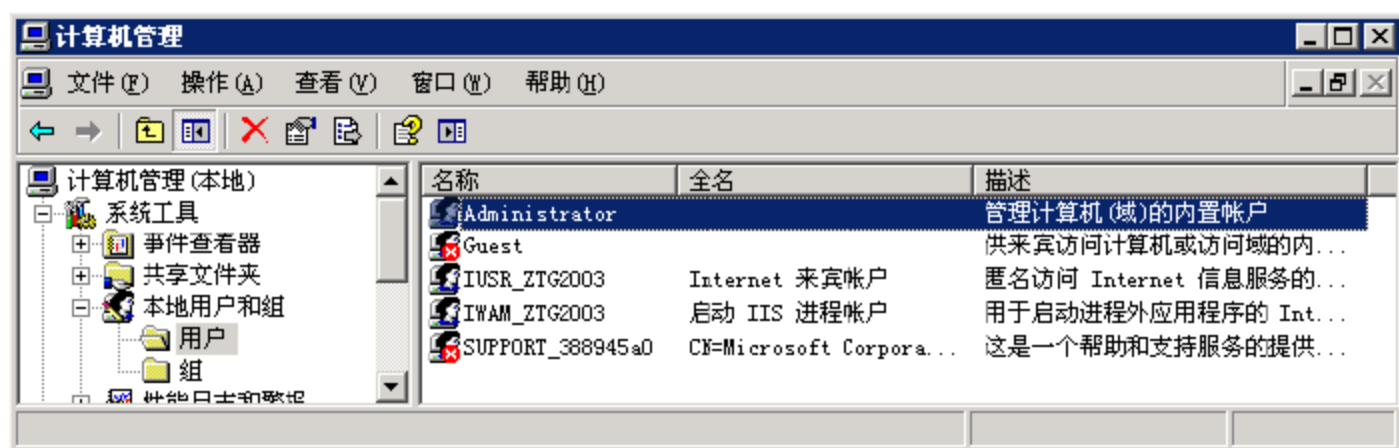 计算机管理
文件(F) 操作(A) 查看(V) 窗口(W) 帮助(H)
计算机管理(本地)
系统工具
事件查看器
共享文件夹
本地用户和组
用户
组
性能日志和警报
名称 全名 描述
Administrator 管理计算机(域)的内置帐户
Guest 供来宾访问计算机或访问域的内...
IUSR_ZTG2003 Internet 来宾帐户 匿名访问 Internet 信息服务的...
IWAM_ZTG2003 启动 IIS 进程帐户 用于启动进程外应用程序的 Int...
SUPPORT_388945a0 CN=Microsoft Corpora... 这是一个帮助和支持服务的提供...